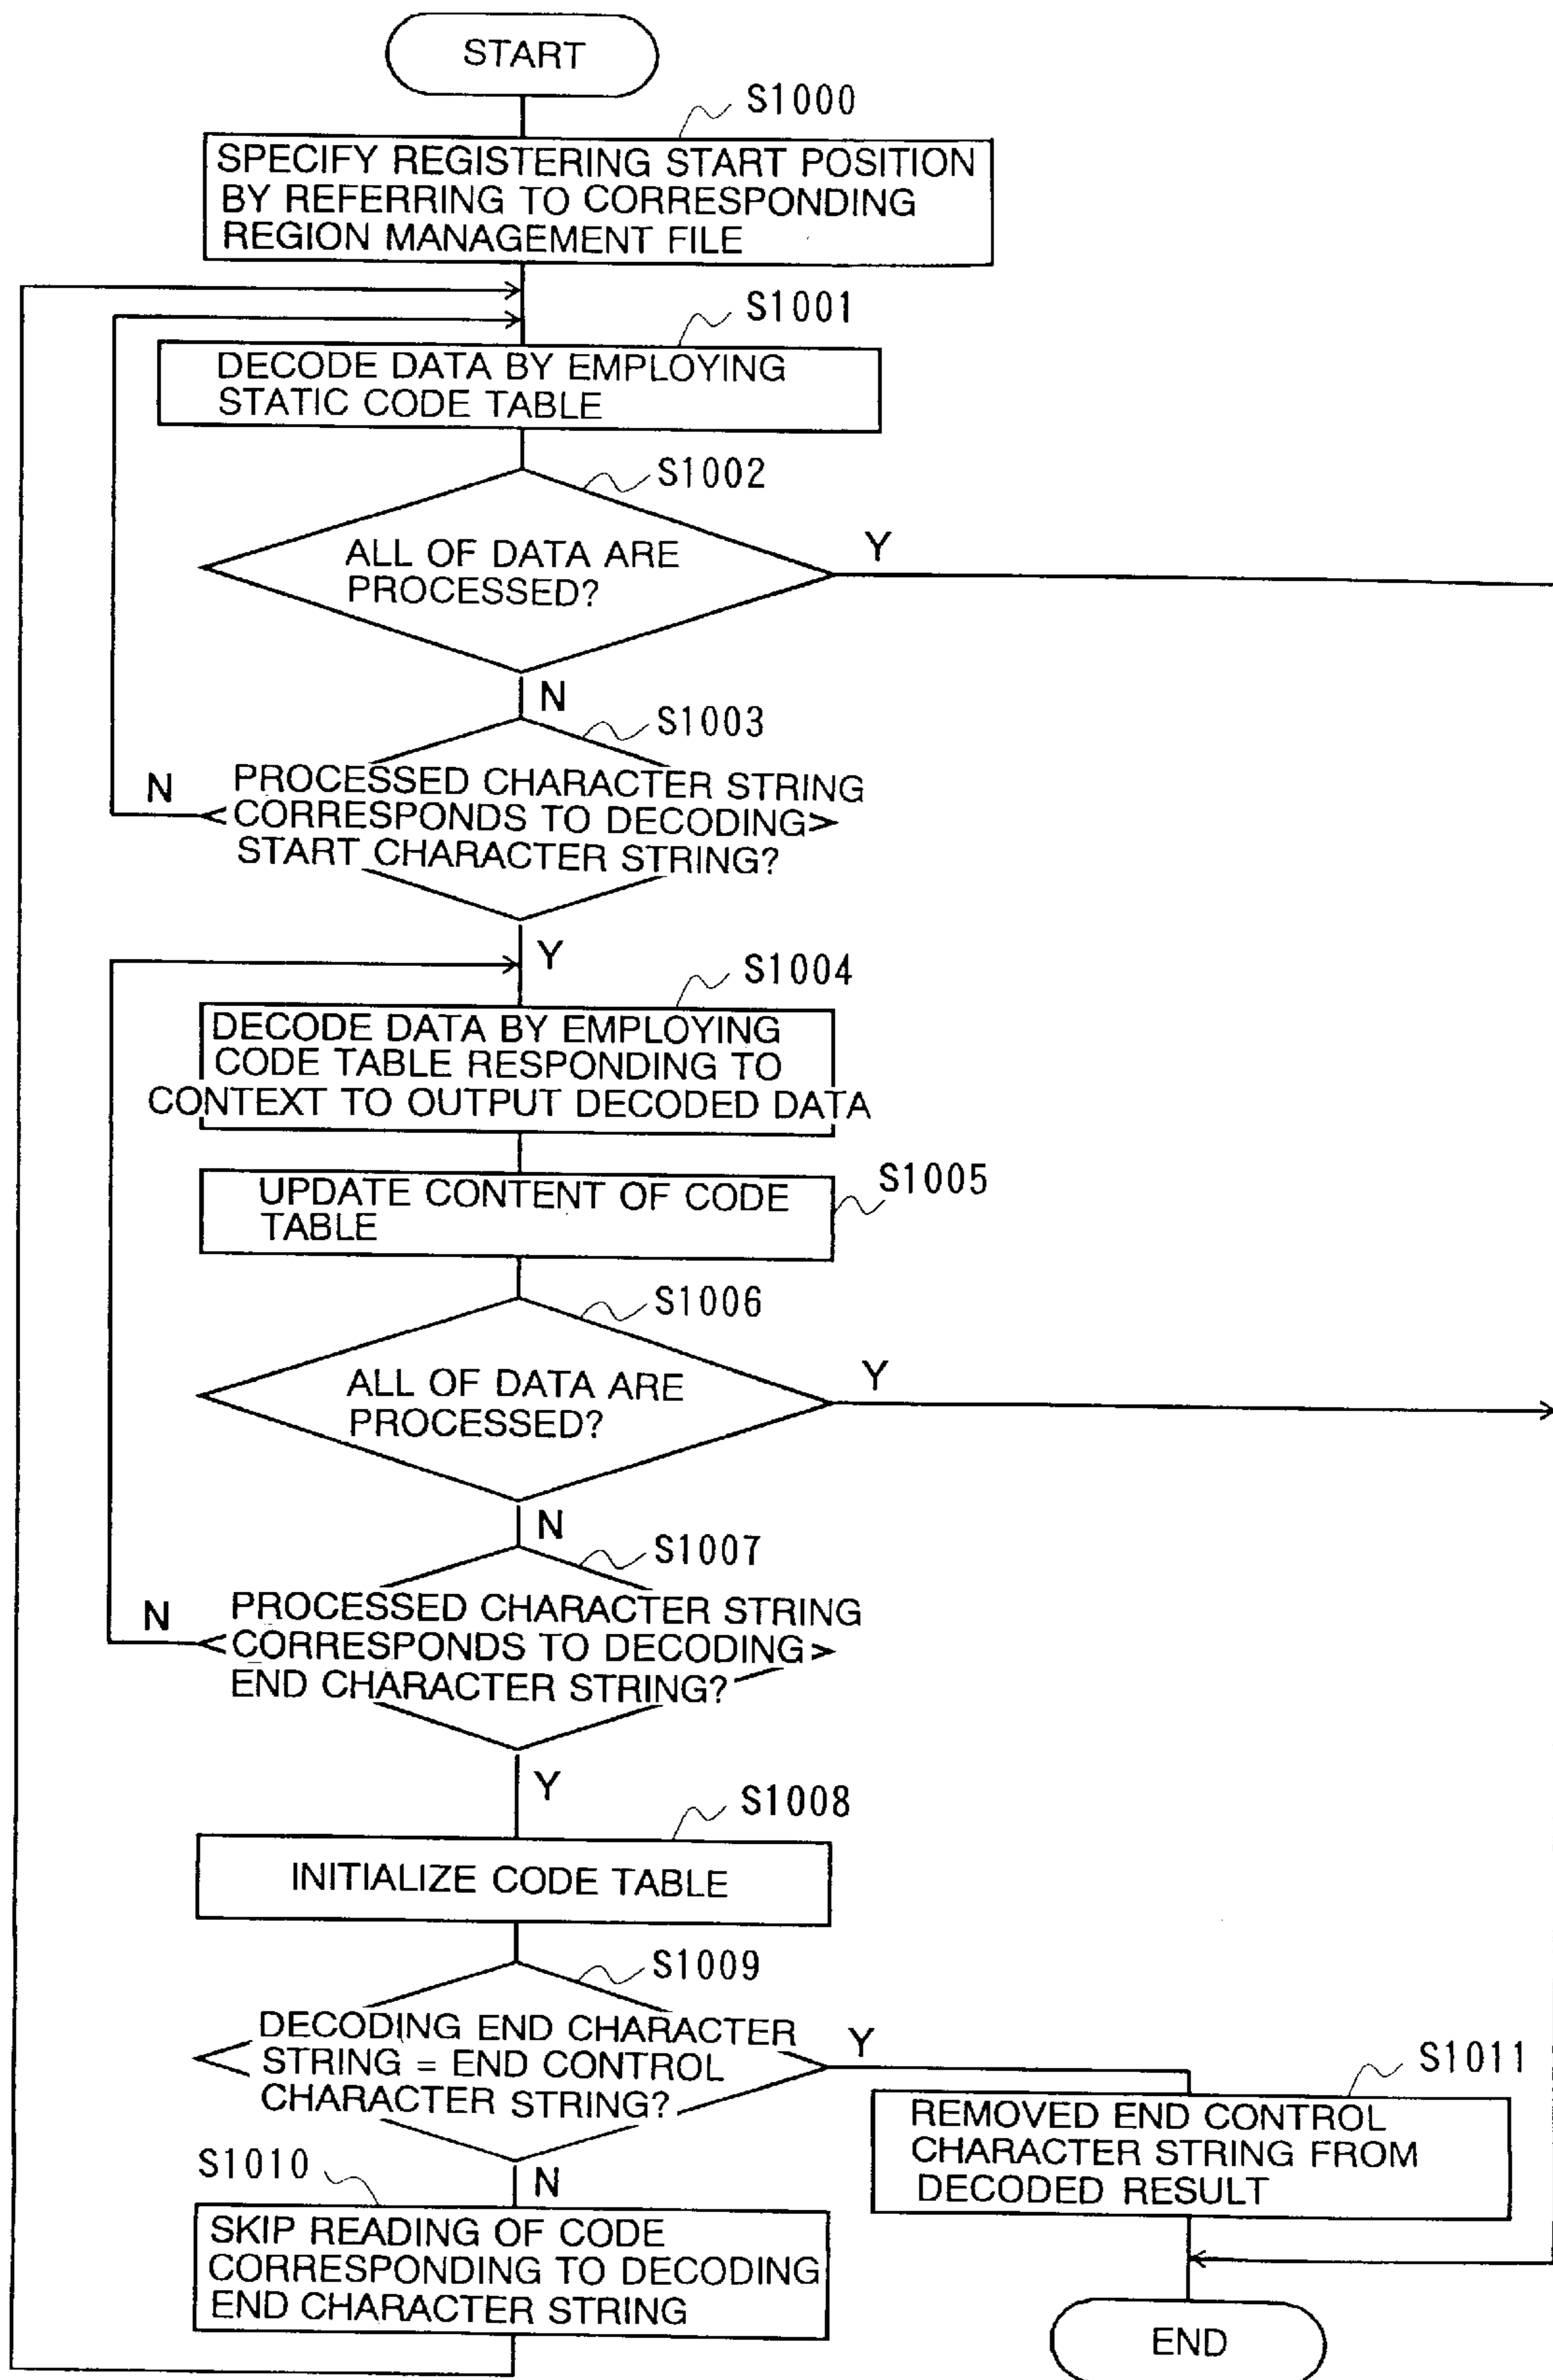 START
S1000
SPECIFY REGISTERING START POSITION
BY REFERRING TO CORRESPONDING
REGION MANAGEMENT FILE
S1001
DECODE DATA BY EMPLOYING
STATIC CODE TABLE
S1002
ALL OF DATA ARE
PROCESSED?
Y
N
S1003
PROCESSED CHARACTER STRING
CORRESPONDS TO DECODING
START CHARACTER STRING?
N
Y
S1004
DECODE DATA BY EMPLOYING
CODE TABLE RESPONDING TO
CONTEXT TO OUTPUT DECODED DATA
S1005
UPDATE CONTENT OF CODE
TABLE
S1006
ALL OF DATA ARE
PROCESSED?
Y
N
S1007
PROCESSED CHARACTER STRING
CORRESPONDS TO DECODING
END CHARACTER STRING?
N
Y
S1008
INITIALIZE CODE TABLE
S1009
DECODING END CHARACTER
STRING = END CONTROL
CHARACTER STRING?
Y
N
S1011
REMOVED END CONTROL
CHARACTER STRING FROM
DECODED RESULT
S1010
SKIP READING OF CODE
CORRESPONDING TO DECODING
END CHARACTER STRING
END